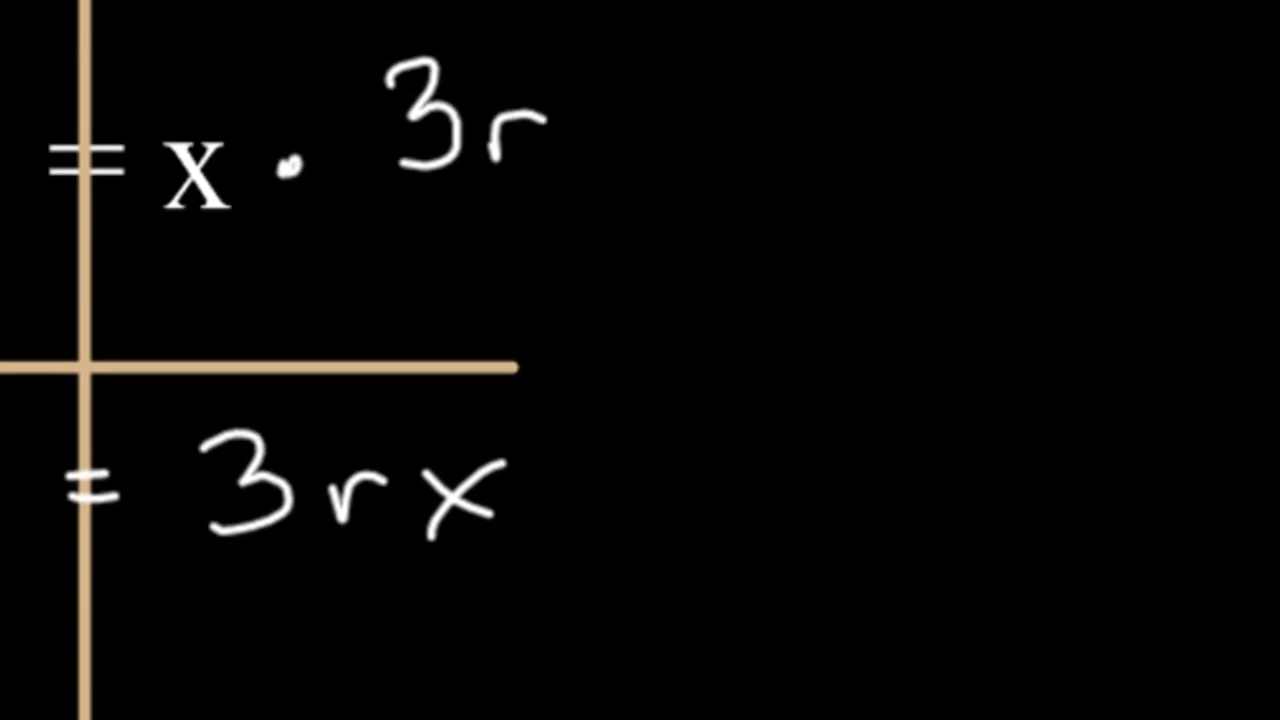 = x · 3r
= 3rx